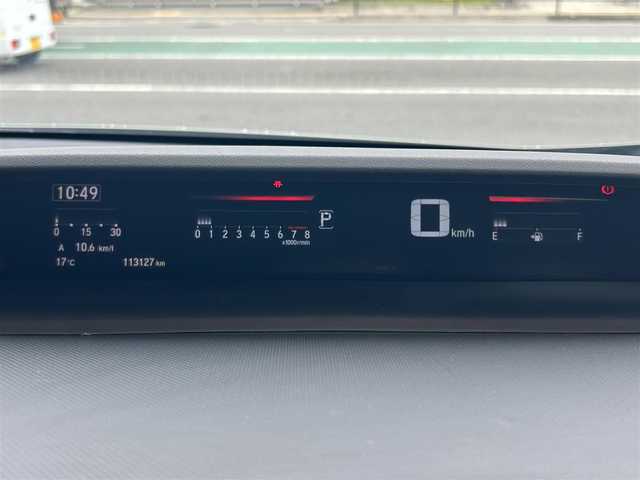 10:49
0 15 30
A 10.6 km/l
17°C 113127 km
0 1 2 3 4 5 6 7 8
x1000r/min
P
0 km/h
E F